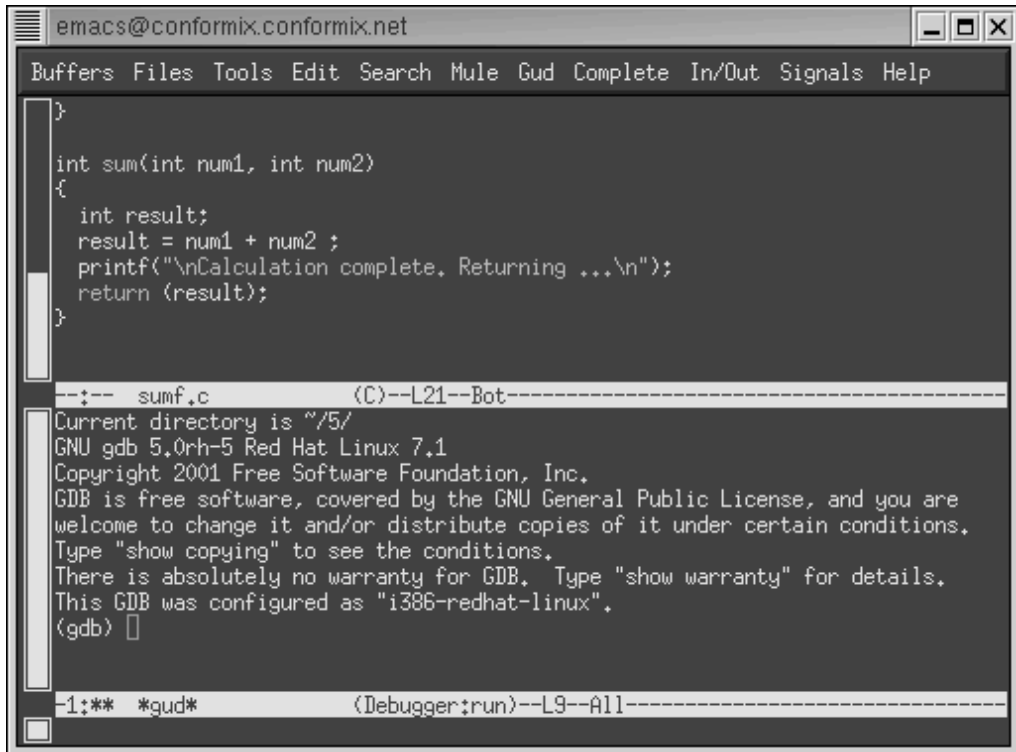 emacs@conformix.conformix.net
Buffers Files Tools Edit Search Mule Gud Complete In/Out Signals Help
}
int sum(int num1, int num2)
{
  int result;
  result = num1 + num2 ;
  printf("\nCalculation complete. Returning ...\n");
  return (result);
}
--:--  sumf.c            (C)--L21--Bot------------------------------------------
Current directory is ~/5/
GNU gdb 5.0rh-5 Red Hat Linux 7.1
Copyright 2001 Free Software Foundation, Inc.
GDB is free software, covered by the GNU General Public License, and you are
welcome to change it and/or distribute copies of it under certain conditions.
Type "show copying" to see the conditions.
There is absolutely no warranty for GDB.  Type "show warranty" for details.
This GDB was configured as "i386-redhat-linux".
(gdb)
-1:**  *gud*             (Debugger:run)--L9--All--------------------------------